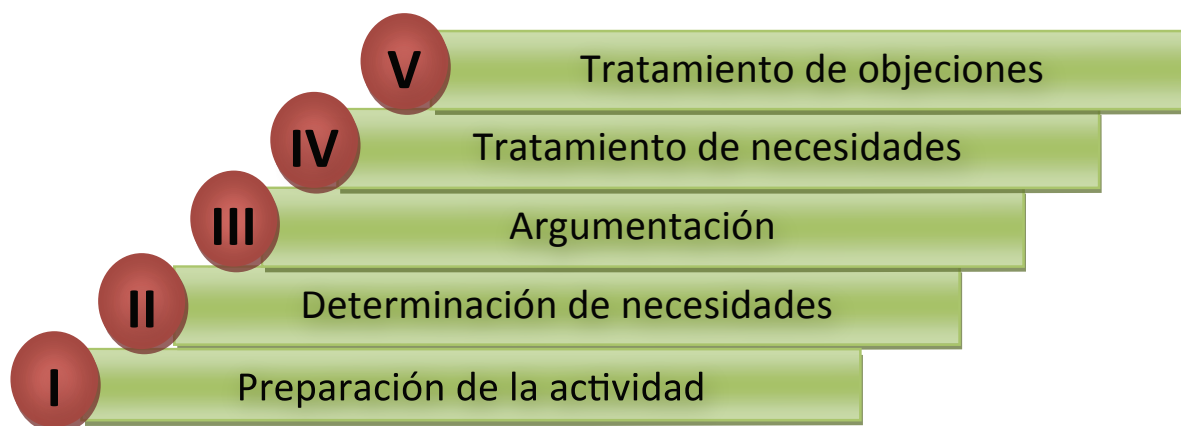 V Tratamiento de objeciones
IV Tratamiento de necesidades
III Argumentación
II Determinación de necesidades
I Preparación de la actividad